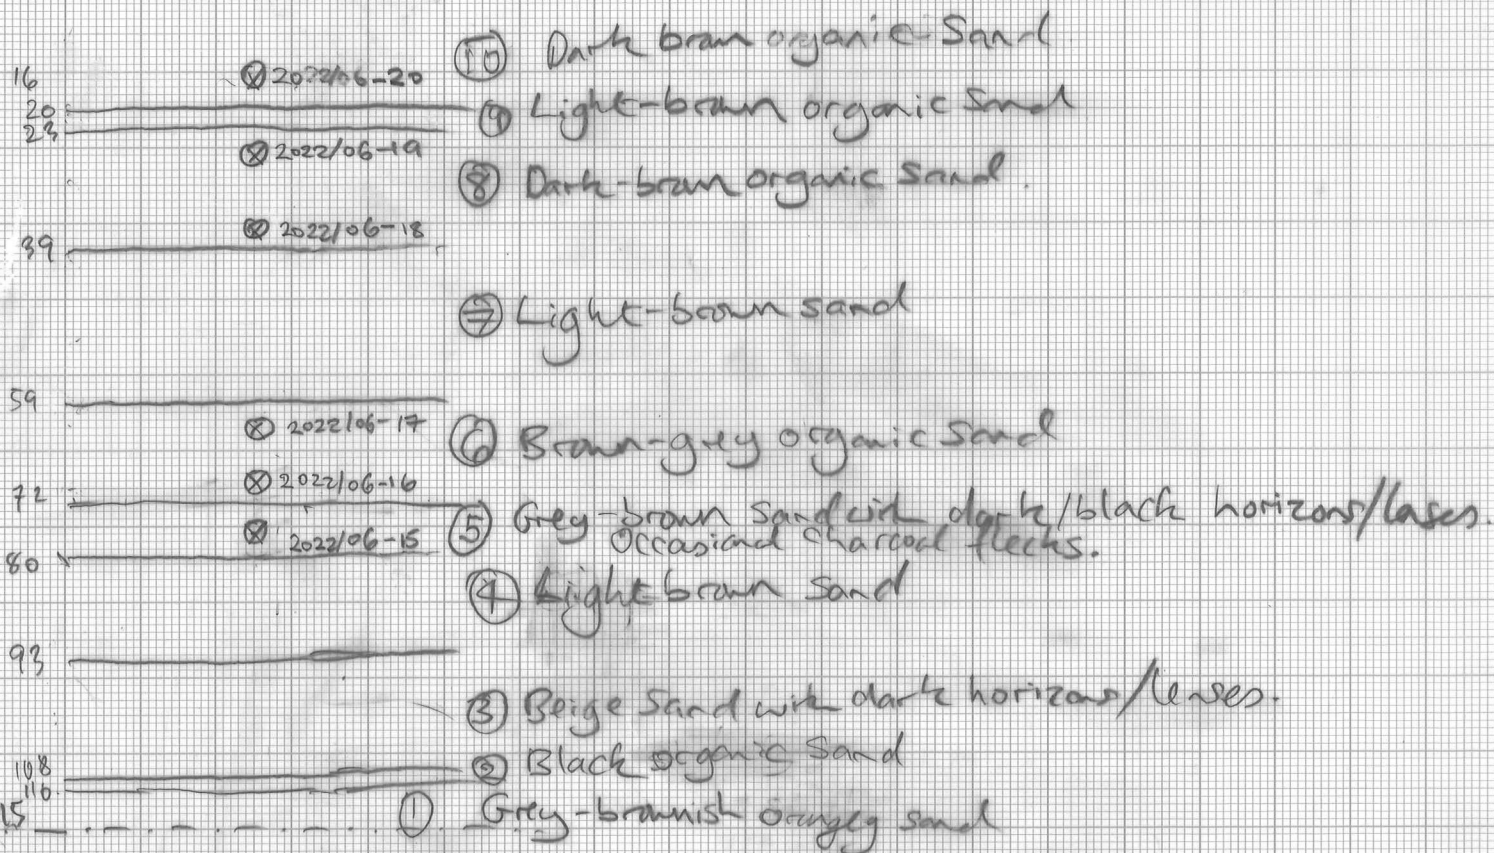 ⑩ Dark brown organic Sand
16 ⊗ 2022/06-20
20 ⑨ Light-brown organic Sand
23
⊗ 2022/06-19
⑧ Dark-brown organic Sand.
⊗ 2022/06-18
39
⑦ Light-brown sand
59
⊗ 2022/06-17 ⑥ Brown-grey organic Sand
⊗ 2022/06-16
72 ⑤ Grey-brown Sand with dark/black horizons/lenses.
⊗ 2022/06-15 Occasional charcoal flecks.
80
④ Light brown Sand
93
③ Beige Sand with dark horizons/lenses.
108 ② Black organic Sand
110
15 ① Grey-brownish orangey sand